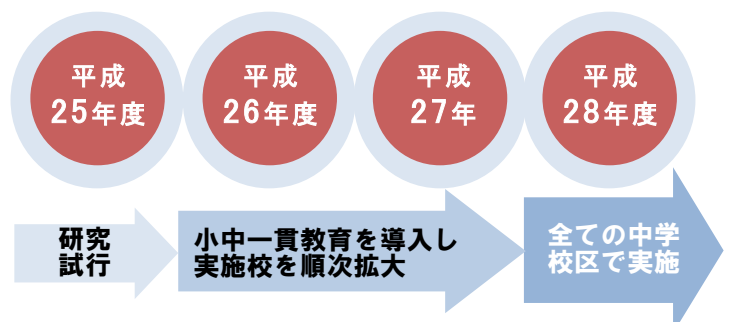 平成
25年度
平成
26年度
平成
27年
平成
28年度
研究
試行
小中一貫教育を導入し
実施校を順次拡大
全ての中学
校区で実施